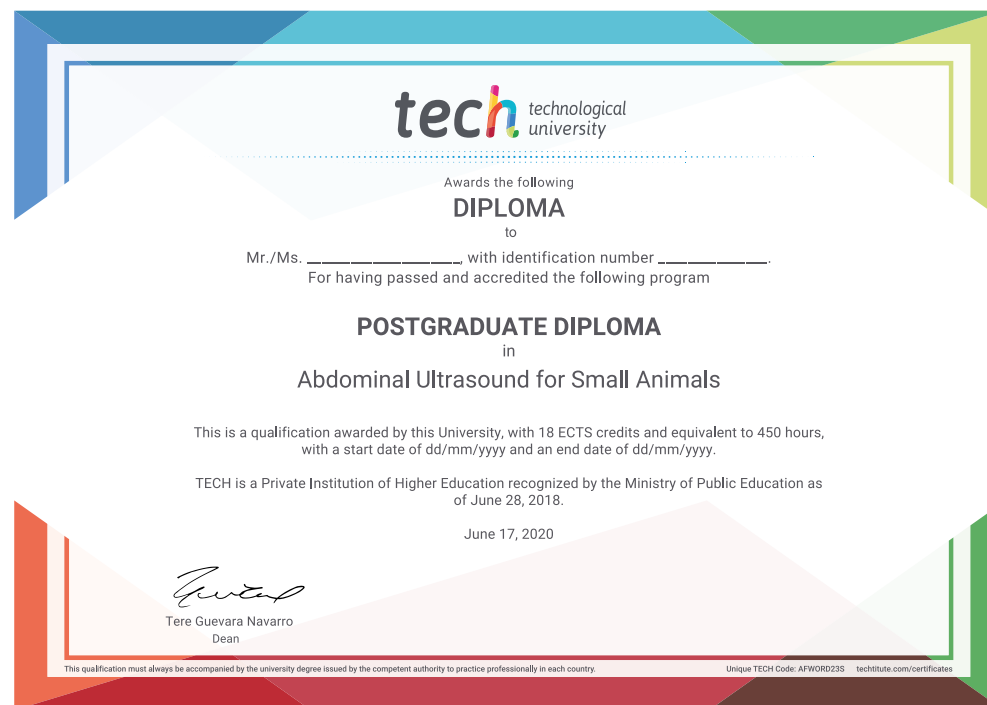 tech technological
university
Awards the following
DIPLOMA
to
Mr./Ms. ____________________, with identification number ______________.
For having passed and accredited the following program
POSTGRADUATE DIPLOMA
in
Abdominal Ultrasound for Small Animals
This is a qualification awarded by this University, with 18 ECTS credits and equivalent to 450 hours,
with a start date of dd/mm/yyyy and an end date of dd/mm/yyyy.
TECH is a Private Institution of Higher Education recognized by the Ministry of Public Education as
of June 28, 2018.
June 17, 2020
Tere Guevara Navarro
Dean
This qualification must always be accompanied by the university degree issued by the competent authority to practice professionally in each country.
Unique TECH Code: AFWORD23S techtitute.com/certificates